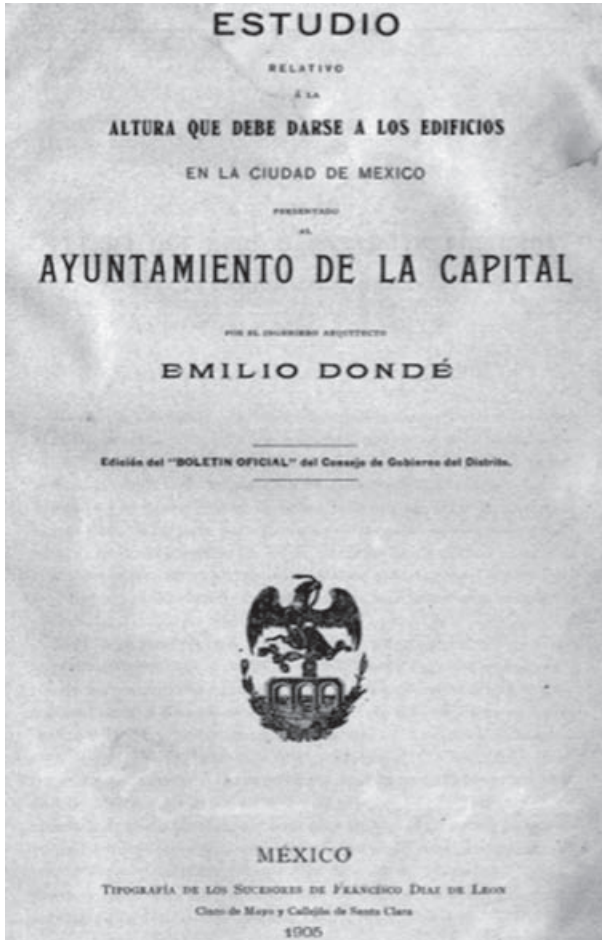 ESTUDIO
RELATIVO
Á LA
ALTURA QUE DEBE DARSE A LOS EDIFICIOS
EN LA CIUDAD DE MEXICO
PRESENTADO
AL
AYUNTAMIENTO DE LA CAPITAL
POR EL INGENIERO ARQUITECTO
EMILIO DONDÉ
Edición del "BOLETIN OFICIAL" del Consejo de Gobierno del Distrito.
MÉXICO
TIPOGRAFÍA DE LOS SUCESORES DE FRANCISCO DIAZ DE LEON
Cinco de Mayo y Callejón de Santa Clara
1905